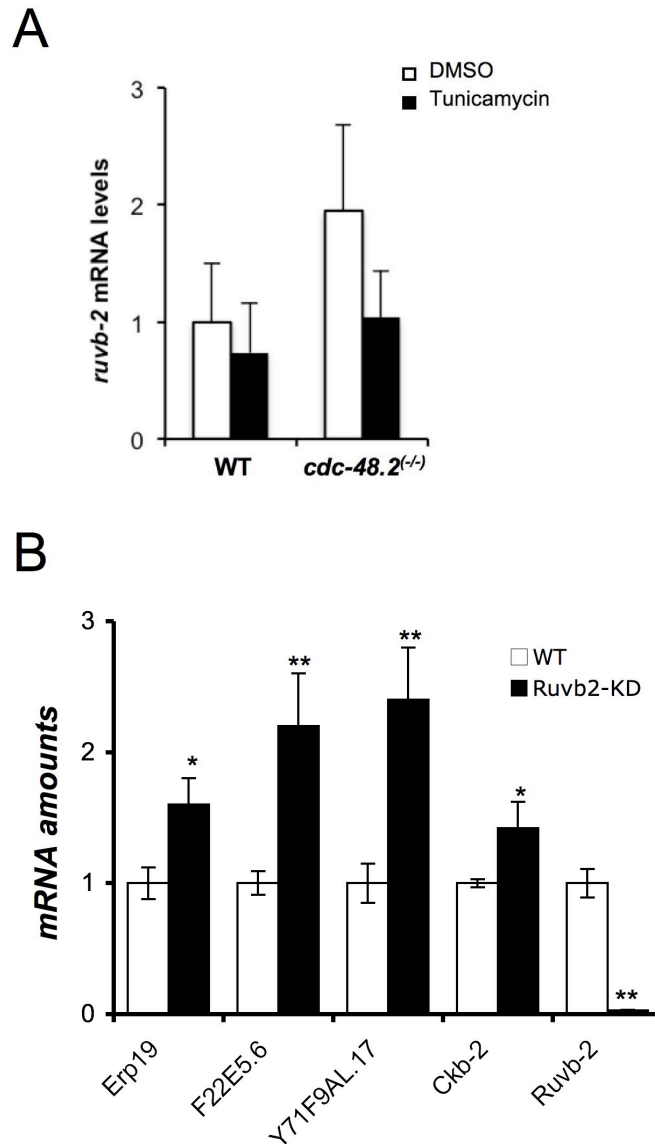 A
DMSO
Tunicamycin
ruvb-2 mRNA levels
3
2
1
0
WT
cdc-48.2(-/-)
B
WT
Ruvb2-KD
mRNA amounts
3
2
1
0
*
**
**
*
**
Erp19
F22E5.6
Y71F9AL.17
Ckb-2
Ruvb-2